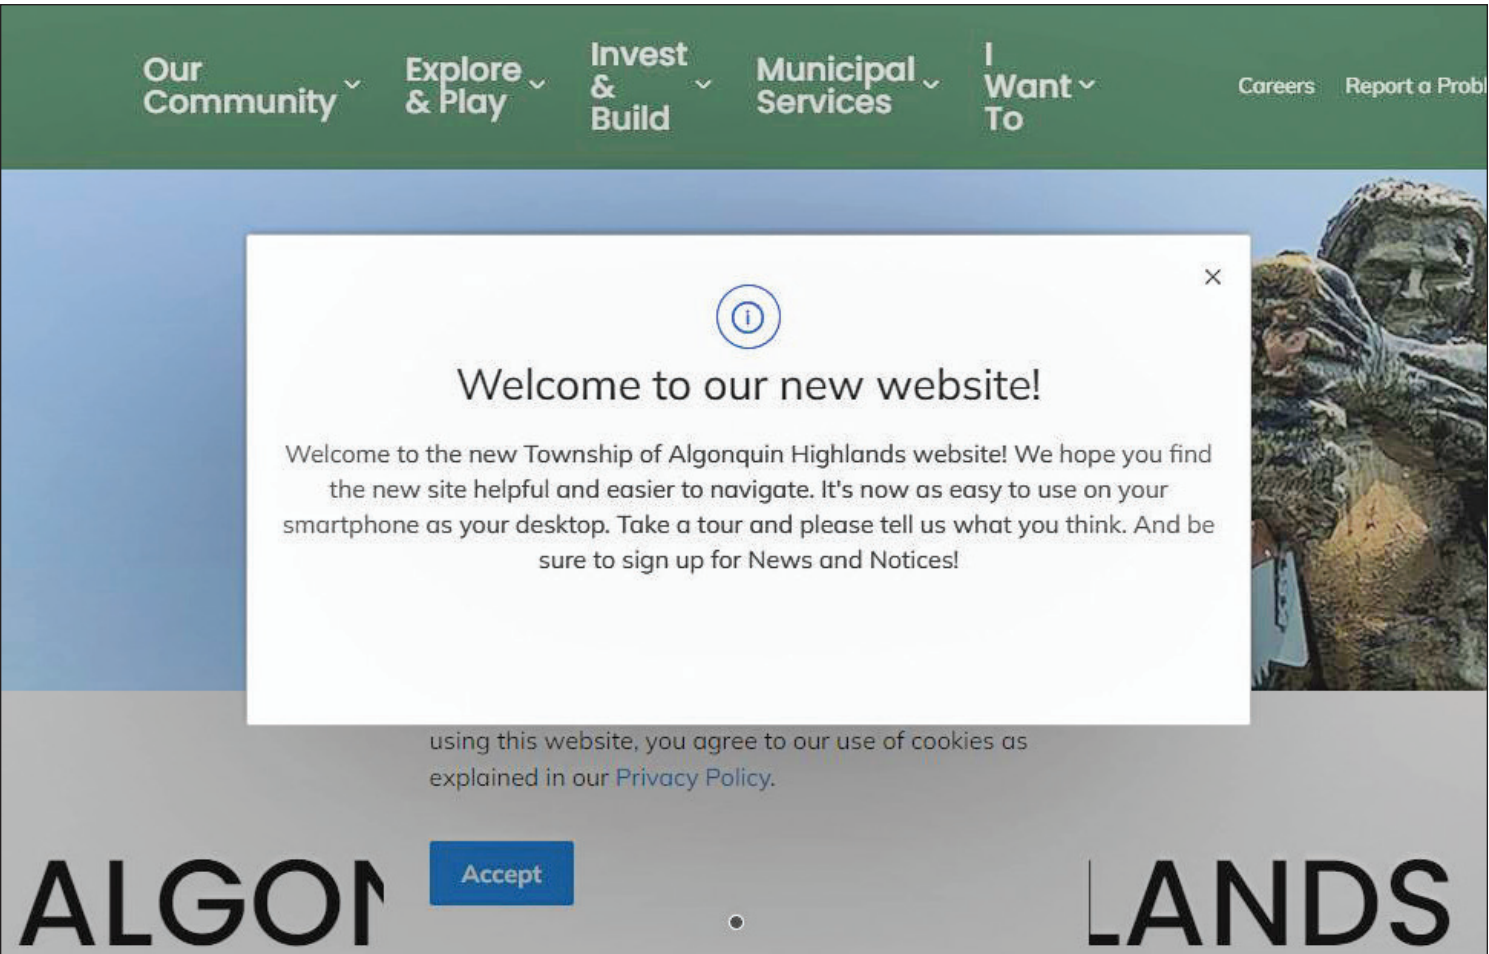 Our
Community
Explore
& Play
Invest
&
Build
Municipal
Services
I
Want
To
Careers
Report a Probl
Welcome to our new website!
Welcome to the new Township of Algonquin Highlands website! We hope you find
the new site helpful and easier to navigate. It's now as easy to use on your
smartphone as your desktop. Take a tour and please tell us what you think. And be
sure to sign up for News and Notices!
using this website, you agree to our use of cookies as
explained in our Privacy Policy.
Accept
ALGON
LANDS